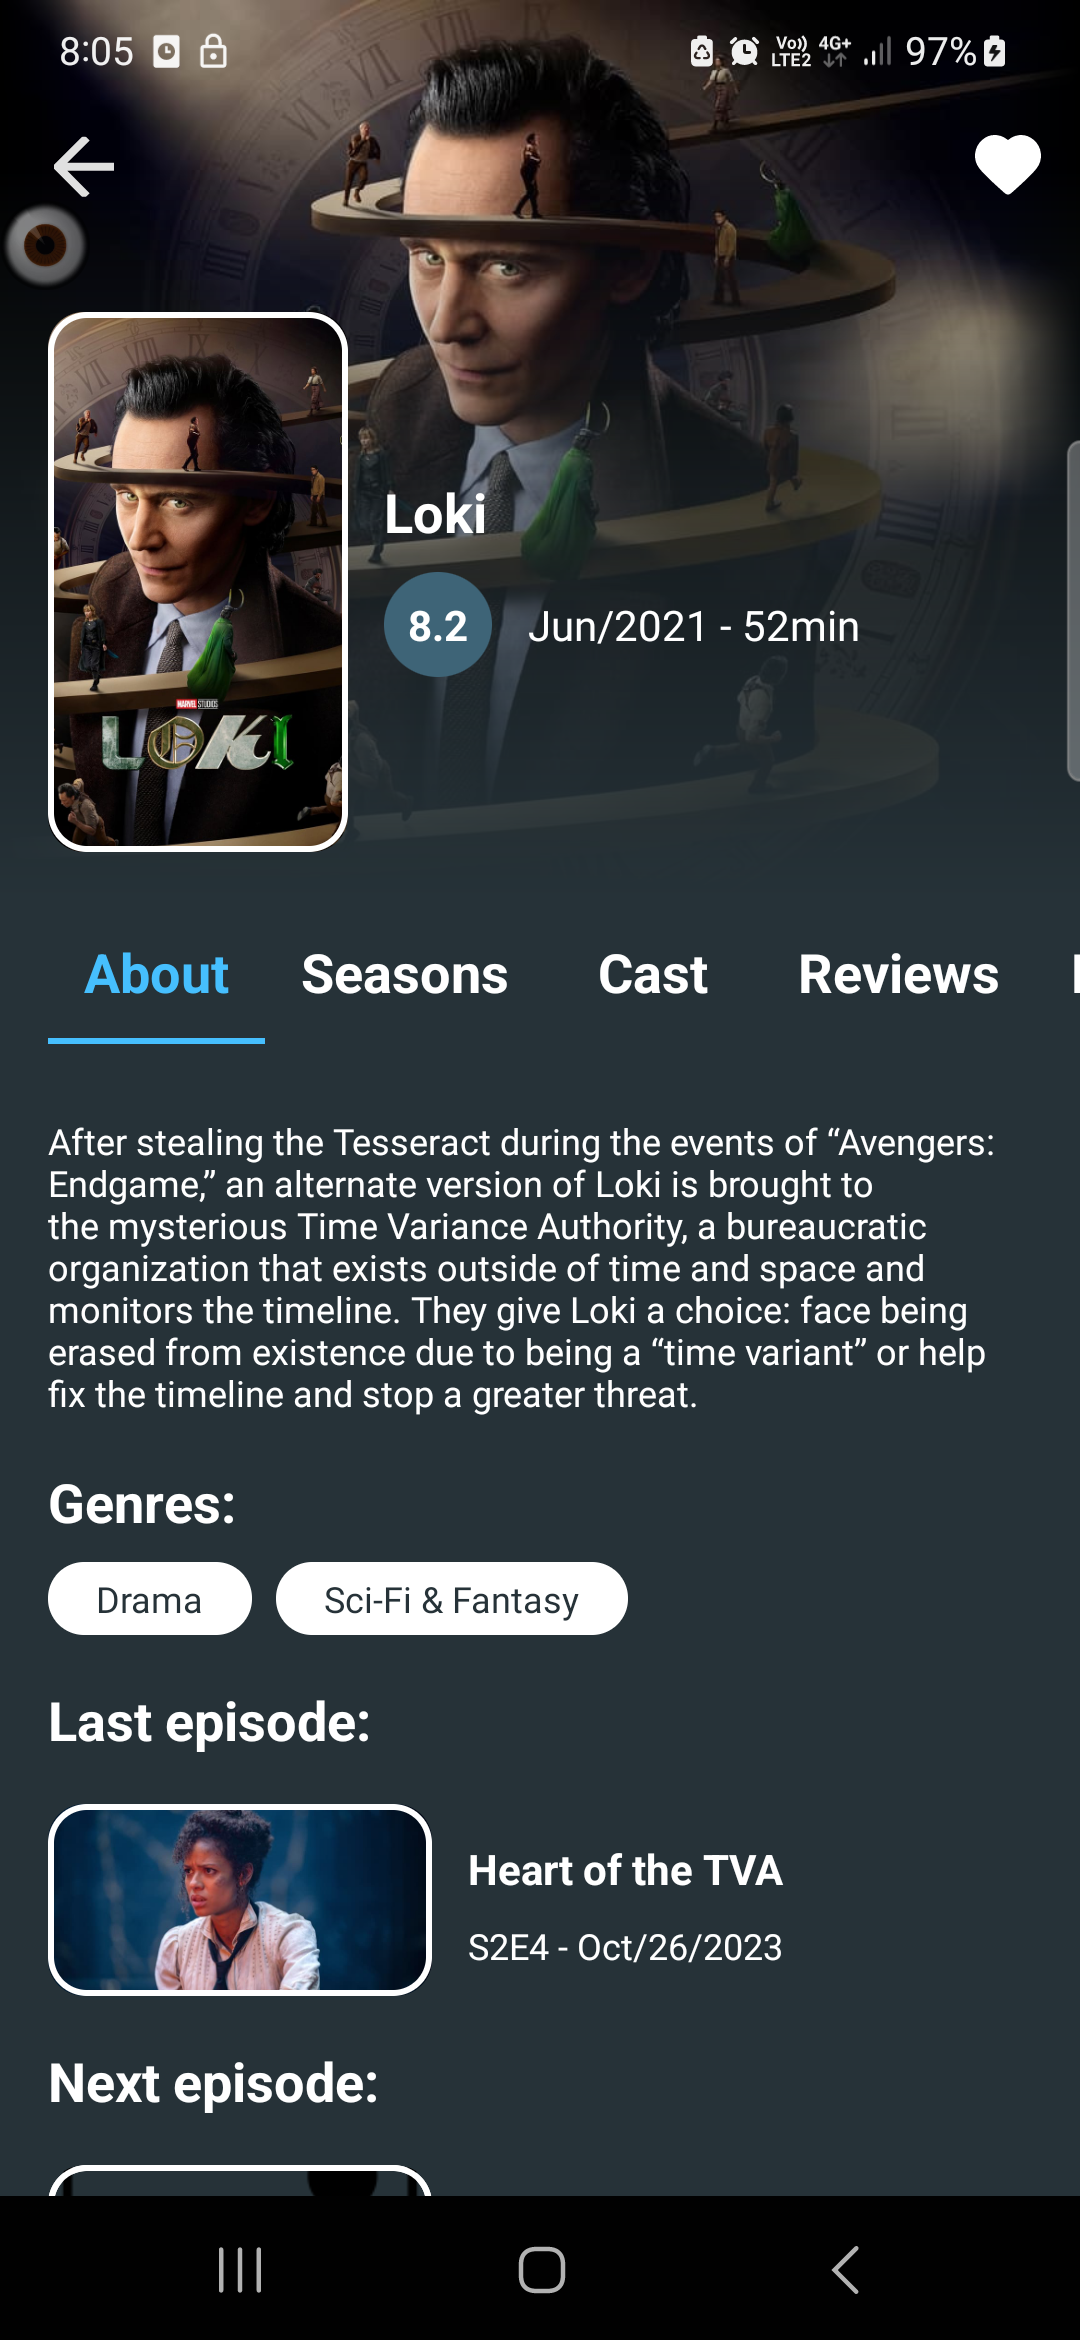 8:05
Vo))
LTE2
4G+
97%
MARVEL STUDIOS
LOKI
Loki
8.2
Jun/2021 - 52min
About
Seasons
Cast
Reviews
After stealing the Tesseract during the events of “Avengers:
Endgame,” an alternate version of Loki is brought to
the mysterious Time Variance Authority, a bureaucratic
organization that exists outside of time and space and
monitors the timeline. They give Loki a choice: face being
erased from existence due to being a “time variant” or help
fix the timeline and stop a greater threat.
Genres:
Drama
Sci-Fi & Fantasy
Last episode:
Heart of the TVA
S2E4 - Oct/26/2023
Next episode: